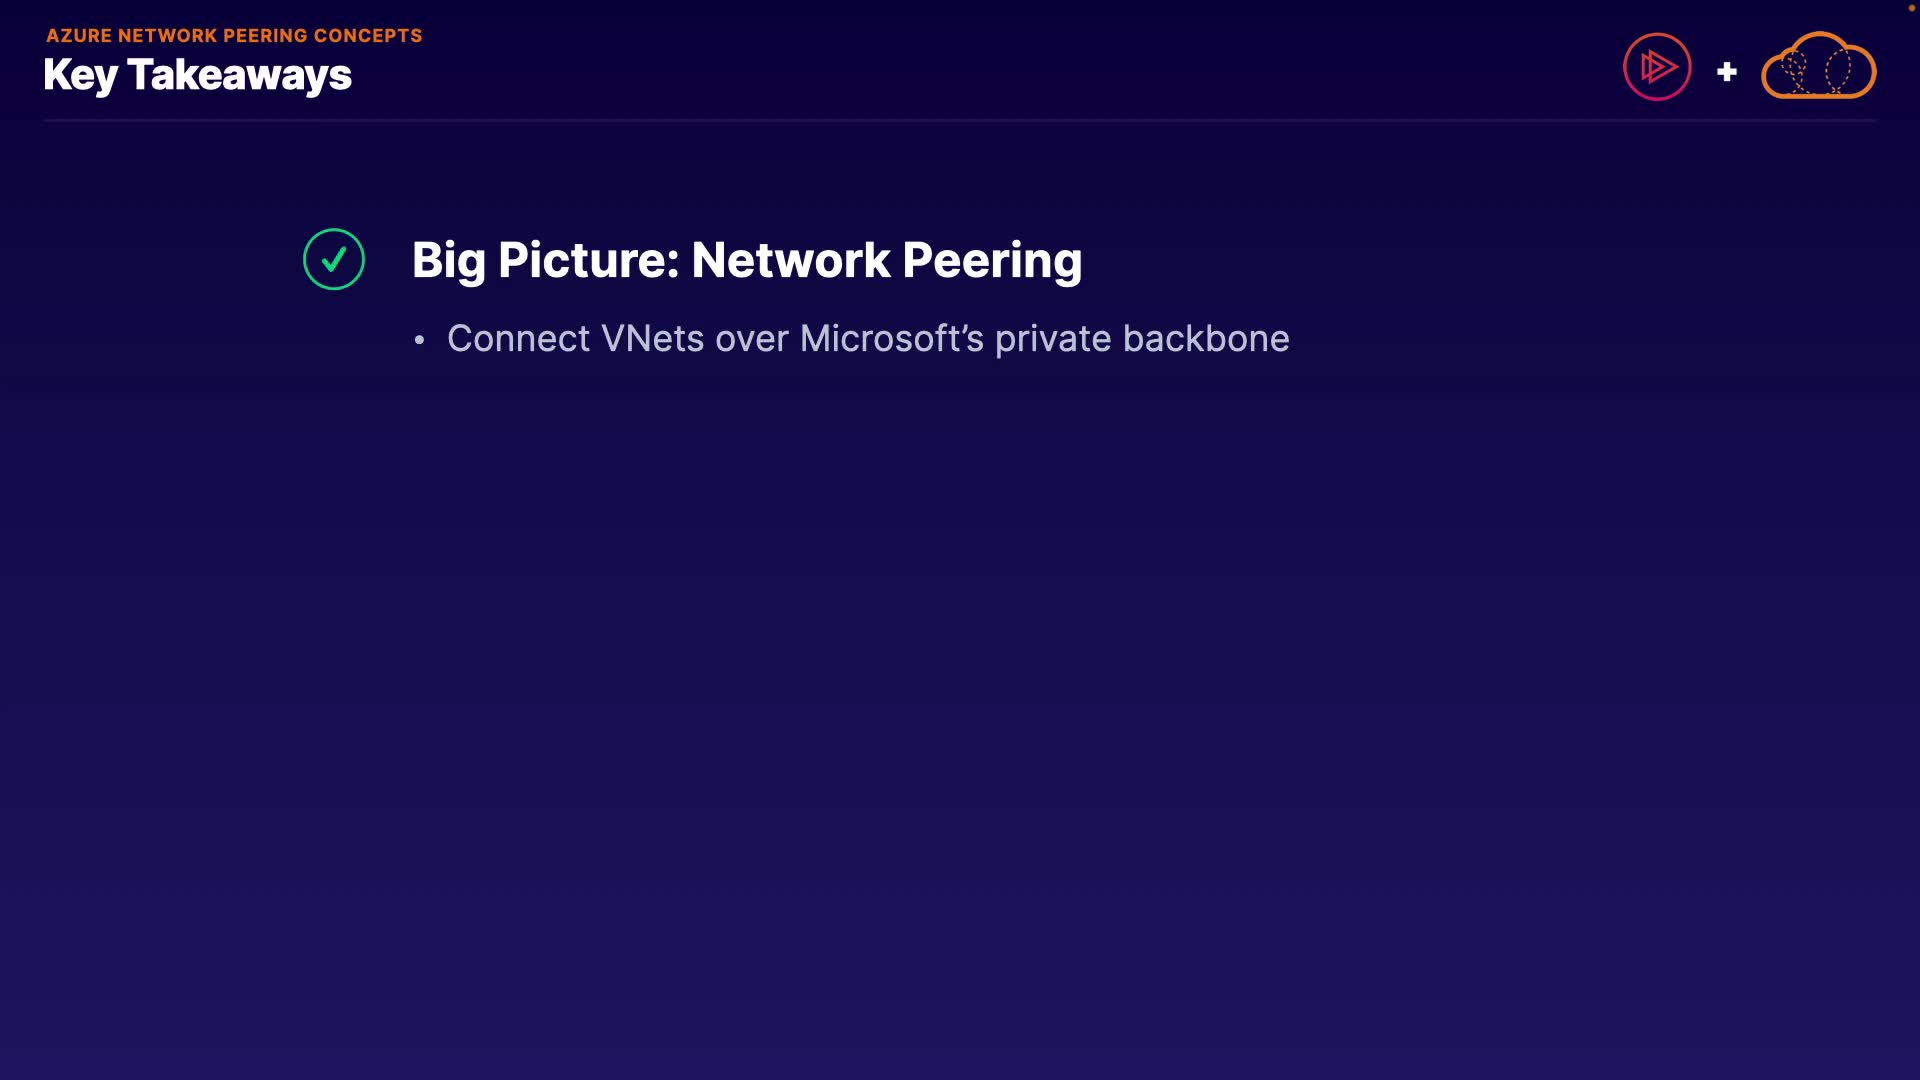 AZURE NETWORK PEERING CONCEPTS
Key Takeaways
+
Big Picture: Network Peering
• Connect VNets over Microsoft’s private backbone